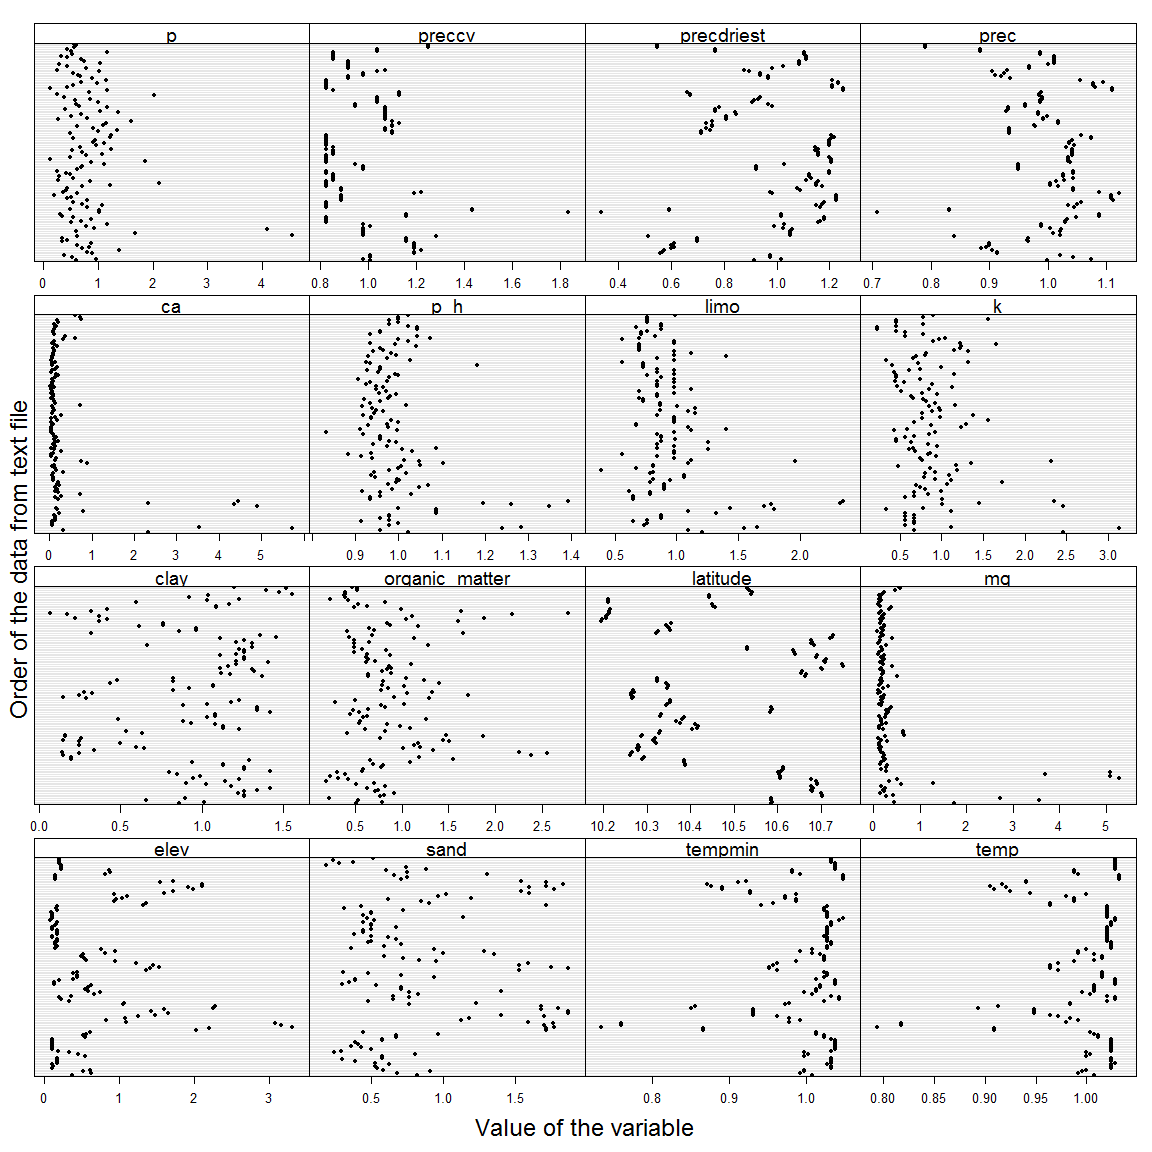 p preccv precdriest prec
0 1 2 3 4 0.8 1.0 1.2 1.4 1.6 1.8 0.4 0.6 0.8 1.0 1.2 0.7 0.8 0.9 1.0 1.1
ca p_h limo k
0 1 2 3 4 5 0.9 1.0 1.1 1.2 1.3 1.4 0.5 1.0 1.5 2.0 0.5 1.0 1.5 2.0 2.5 3.0
clay organic_matter latitude mg
0.0 0.5 1.0 1.5 0.5 1.0 1.5 2.0 2.5 10.2 10.3 10.4 10.5 10.6 10.7 0 1 2 3 4 5
elev sand tempmin temp
0 1 2 3 0.5 1.0 1.5 0.8 0.9 1.0 0.80 0.85 0.90 0.95 1.00
Order of the data from text file
Value of the variable